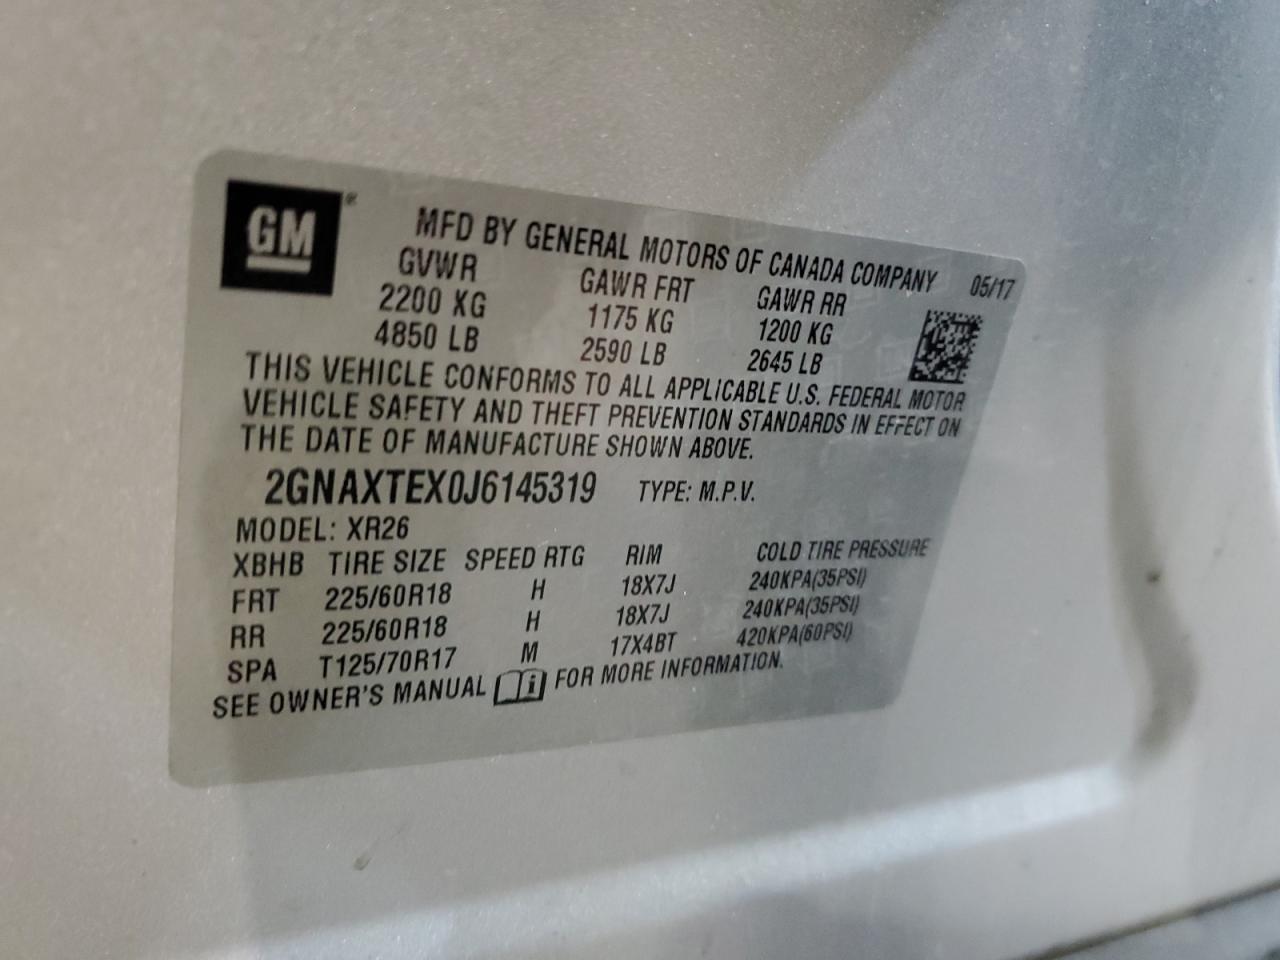 GM ®
MFD BY GENERAL MOTORS OF CANADA COMPANY 05/17
GVWR GAWR FRT GAWR RR
2200 KG 1175 KG 1200 KG
4850 LB 2590 LB 2645 LB
THIS VEHICLE CONFORMS TO ALL APPLICABLE U.S. FEDERAL MOTOR
VEHICLE SAFETY AND THEFT PREVENTION STANDARDS IN EFFECT ON
THE DATE OF MANUFACTURE SHOWN ABOVE.
2GNAXTEX0J6145319 TYPE: M.P.V.
MODEL: XR26
XBHB TIRE SIZE SPEED RTG RIM COLD TIRE PRESSURE
FRT 225/60R18 H 18X7J 240KPA(35PSI)
RR 225/60R18 H 18X7J 240KPA(35PSI)
SPA T125/70R17 M 17X4BT 420KPA(60PSI)
SEE OWNER'S MANUAL i FOR MORE INFORMATION.